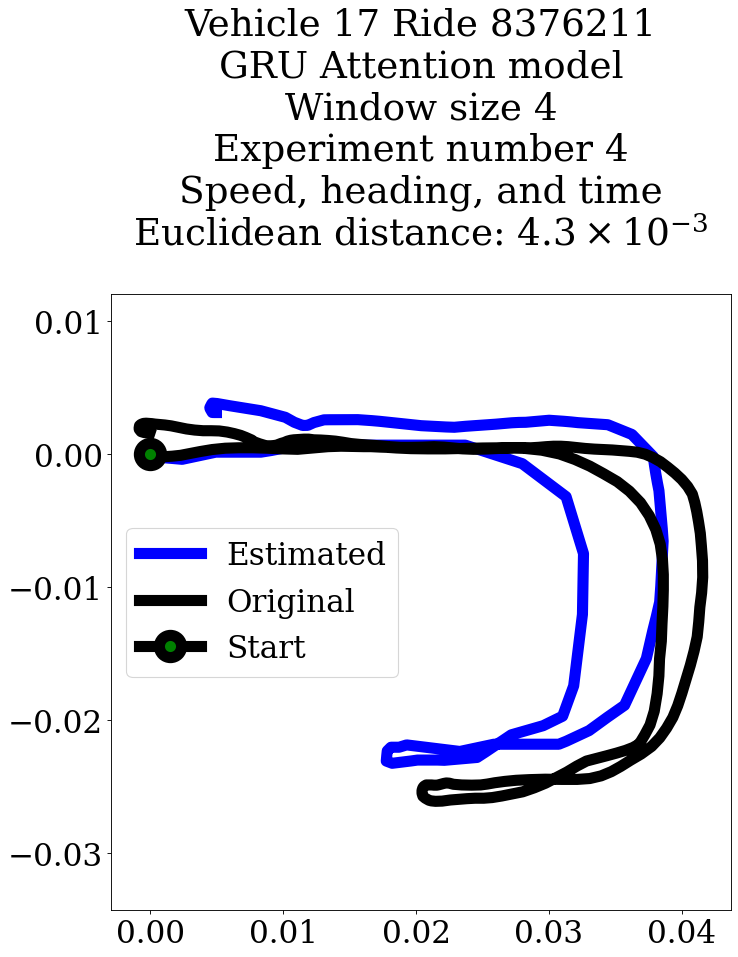 Vehicle 17 Ride 8376211
GRU Attention model
Window size 4
Experiment number 4
Speed, heading, and time
Euclidean distance: 4.3 × 10⁻³
0.01
0.00
−0.01
−0.02
−0.03
Estimated
Original
Start
0.00 0.01 0.02 0.03 0.04